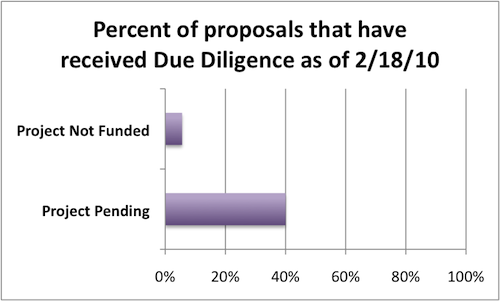 Percent of proposals that have
received Due Diligence as of 2/18/10
Project Not Funded
Project Pending
0% 20% 40% 60% 80% 100%